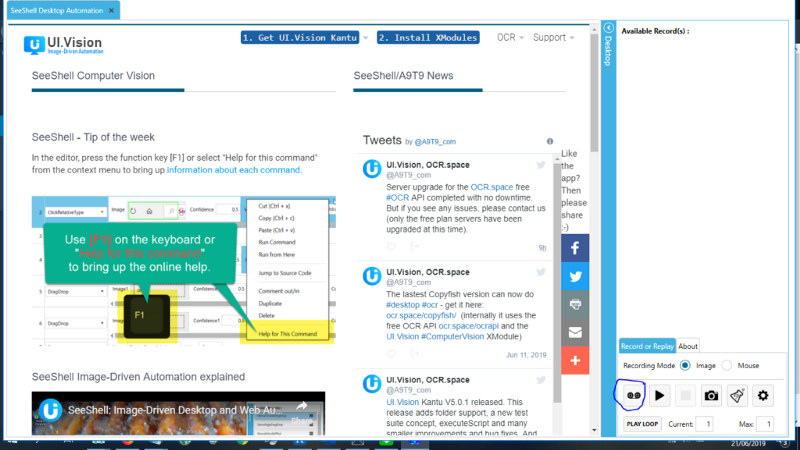 SeeShell Desktop Automation
UI.Vision
Image-Driven Automation
1. Get UI.Vision Kantu
2. Install XModules
OCR
Support
Desktop
Available Record(s) :
SeeShell Computer Vision
SeeShell/A9T9 News
SeeShell - Tip of the week
In the editor, press the function key [F1] or select "Help for this command"
from the context menu to bring up information about each command.
2
ClickRelativeType
Image
Confidence
0.5
Cut (Ctrl + x)
Copy (Ctrl + c)
Paste (Ctrl + v)
Run Command
Run from Here
Jump to Source Code
Comment out/in
Duplicate
Delete
Help for This Command
Use [F1] on the keyboard or
"Help for this command"
to bring up the online help.
5
DragDrop
Image1
6
DragDrop
Confidence1
F1
SeeShell Image-Driven Automation explained
SeeShell: Image-Driven Desktop and Web Au...
Share
Tweets by @A9T9_com
UI.Vision, OCR.space
@A9T9_com
Server upgrade for the OCR.space free
#OCR API completed with no downtime.
But if you see any issues, please contact us
(only the free plan servers have been
upgraded at this time).
9h
UI.Vision, OCR.space
@A9T9_com
The lastest Copyfish version can now do
#desktop #ocr - get it here:
ocr.space/copyfish/ (internally it uses the
free OCR API ocr.space/ocrapi and the
UI.Vision #ComputerVision XModule)
Jun 11, 2019
UI.Vision, OCR.space
@A9T9_com
UI.Vision Kantu V5.0.1 released. This
release adds folder support, a new test
suite concept, executeScript and many
smaller improvements and bug fixes. And
Like
the
app?
Then
please
share
:-)
Record or Replay
About
Recording Mode
Image
Mouse
PLAY LOOP
Current:
1
Max:
1
21/06/2019